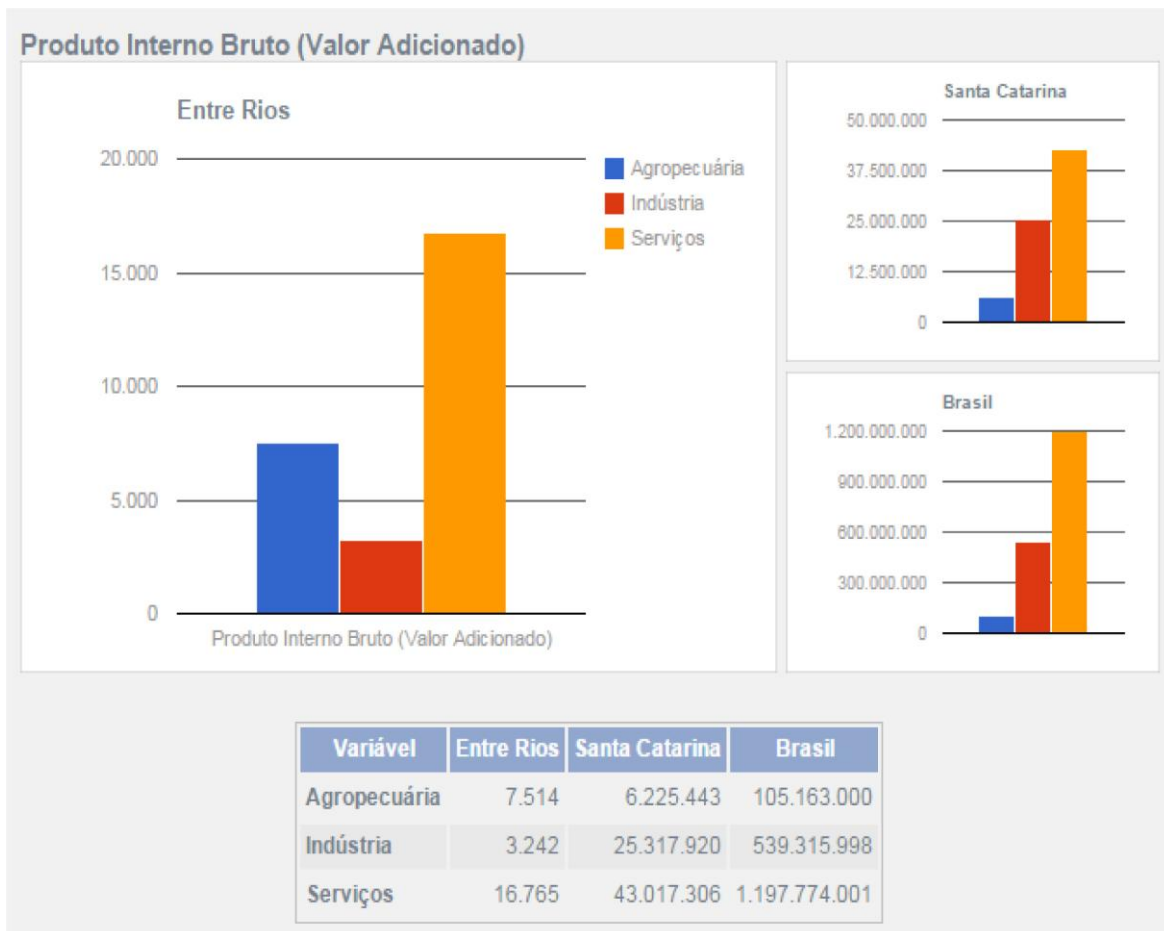 Produto Interno Bruto (Valor Adicionado)
Entre Rios
20.000
15.000
10.000
5.000
0
Produto Interno Bruto (Valor Adicionado)
Agropecuária
Indústria
Serviços
Santa Catarina
50.000.000
37.500.000
25.000.000
12.500.000
0
Brasil
1.200.000.000
900.000.000
600.000.000
300.000.000
0
Variável Entre Rios Santa Catarina Brasil
Agropecuária 7.514 6.225.443 105.163.000
Indústria 3.242 25.317.920 539.315.998
Serviços 16.765 43.017.306 1.197.774.001